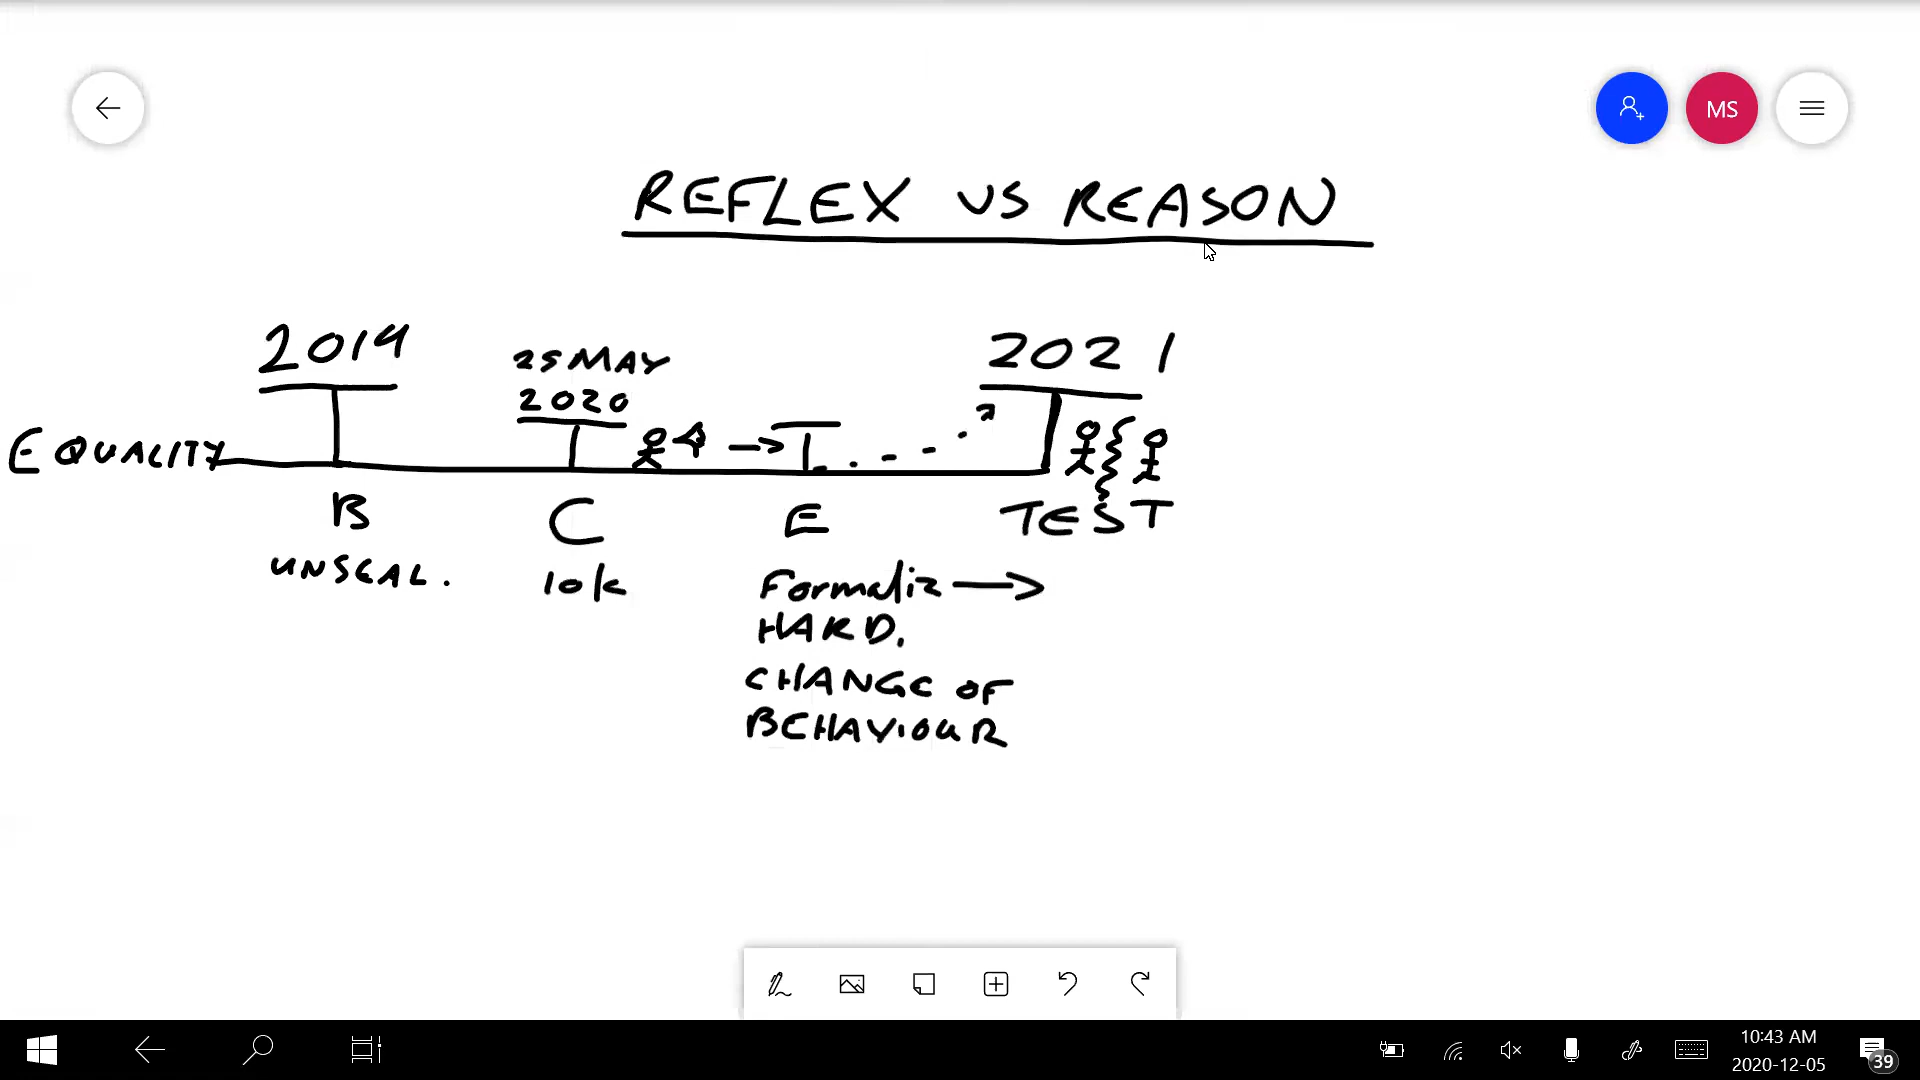 MS
REFLEX VS REASON
2019
25 MAY
2020
2021
EQUALITY
B
C
E
TEST
UNSEAL.
10K
Formaliz
HARD.
CHANGE OF
BEHAVIOUR
10:43 AM
2020-12-05
39